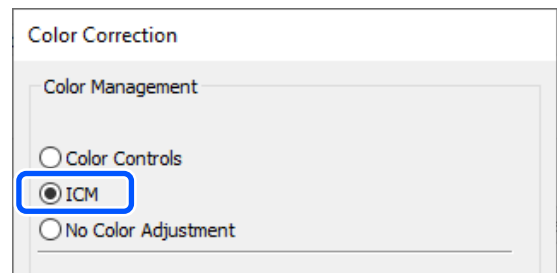 Color Correction
Color Management
Color Controls
ICM
No Color Adjustment